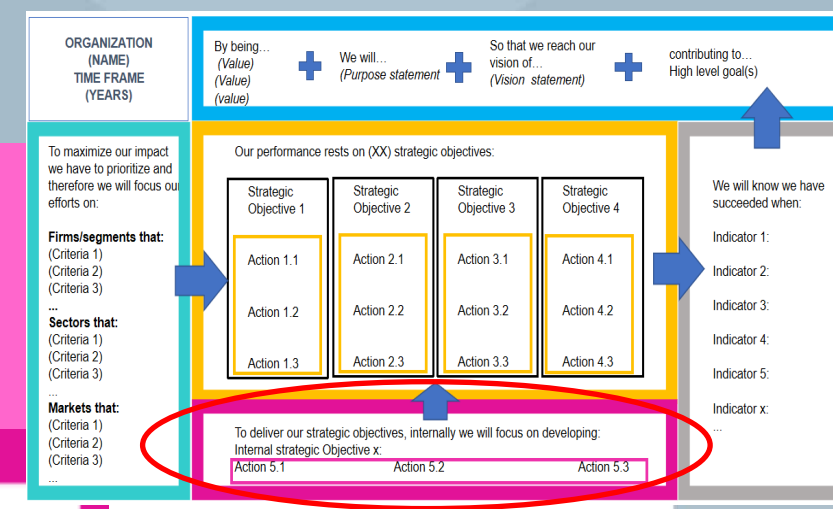 ORGANIZATION
(NAME)
TIME FRAME
(YEARS)
By being…
(Value)
(Value)
(value)
We will…
(Purpose statement
So that we reach our
vision of…
(Vision statement)
contributing to…
High level goal(s)
To maximize our impact
we have to prioritize and
therefore we will focus our
efforts on:
Firms/segments that:
(Criteria 1)
(Criteria 2)
(Criteria 3)
...
Sectors that:
(Criteria 1)
(Criteria 2)
(Criteria 3)
...
Markets that:
(Criteria 1)
(Criteria 2)
(Criteria 3)
...
Our performance rests on (XX) strategic objectives:
Strategic
Objective 1
Action 1.1
Action 1.2
Action 1.3
Strategic
Objective 2
Action 2.1
Action 2.2
Action 2.3
Strategic
Objective 3
Action 3.1
Action 3.2
Action 3.3
Strategic
Objective 4
Action 4.1
Action 4.2
Action 4.3
To deliver our strategic objectives, internally we will focus on developing:
Internal strategic Objective x:
Action 5.1 Action 5.2 Action 5.3
We will know we have
succeeded when:
Indicator 1:
Indicator 2:
Indicator 3:
Indicator 4:
Indicator 5:
Indicator x:
...